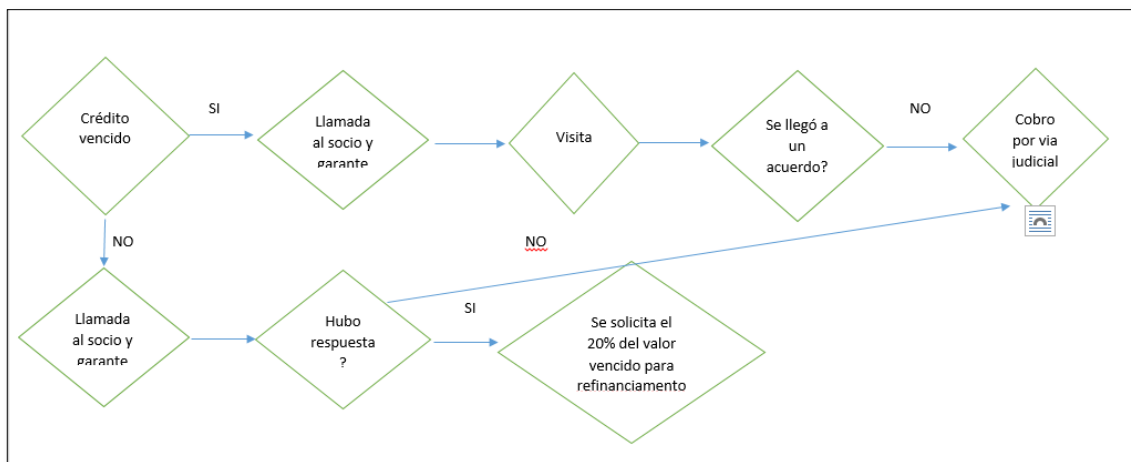 Crédito
vencido
SI
Llamada
al socio y
garante
Visita
Se llegó a
un
acuerdo?
NO
Cobro
por via
judicial
NO
NO
Llamada
al socio y
garante
Hubo
respuesta
?
SI
Se solicita el
20% del valor
vencido para
refinanciamento